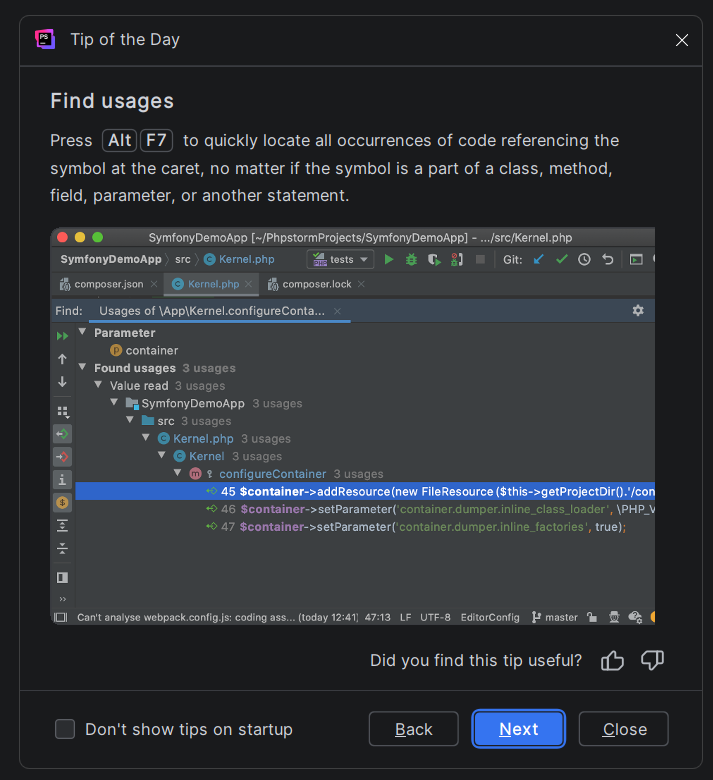 PS
Tip of the Day
Find usages
Press Alt F7 to quickly locate all occurrences of code referencing the
symbol at the caret, no matter if the symbol is a part of a class, method,
field, parameter, or another statement.
SymfonyDemoApp [~/PhpstormProjects/SymfonyDemoApp] - .../src/Kernel.php
SymfonyDemoApp src C Kernel.php PHP tests Git:
composer.json C Kernel.php composer.lock
Find: Usages of \App\Kernel.configureConta...
Parameter
p container
Found usages 3 usages
Value read 3 usages
SymfonyDemoApp 3 usages
src 3 usages
C Kernel.php 3 usages
C Kernel 3 usages
m configureContainer 3 usages
45 $container->addResource(new FileResource($this->getProjectDir().'/con
46 $container->setParameter('container.dumper.inline_class_loader', \PHP_V
47 $container->setParameter('container.dumper.inline_factories', true);
Can't analyse webpack.config.js: coding ass... (today 12:41) 47:13 LF UTF-8 EditorConfig master
Did you find this tip useful?
Don't show tips on startup
Back Next Close